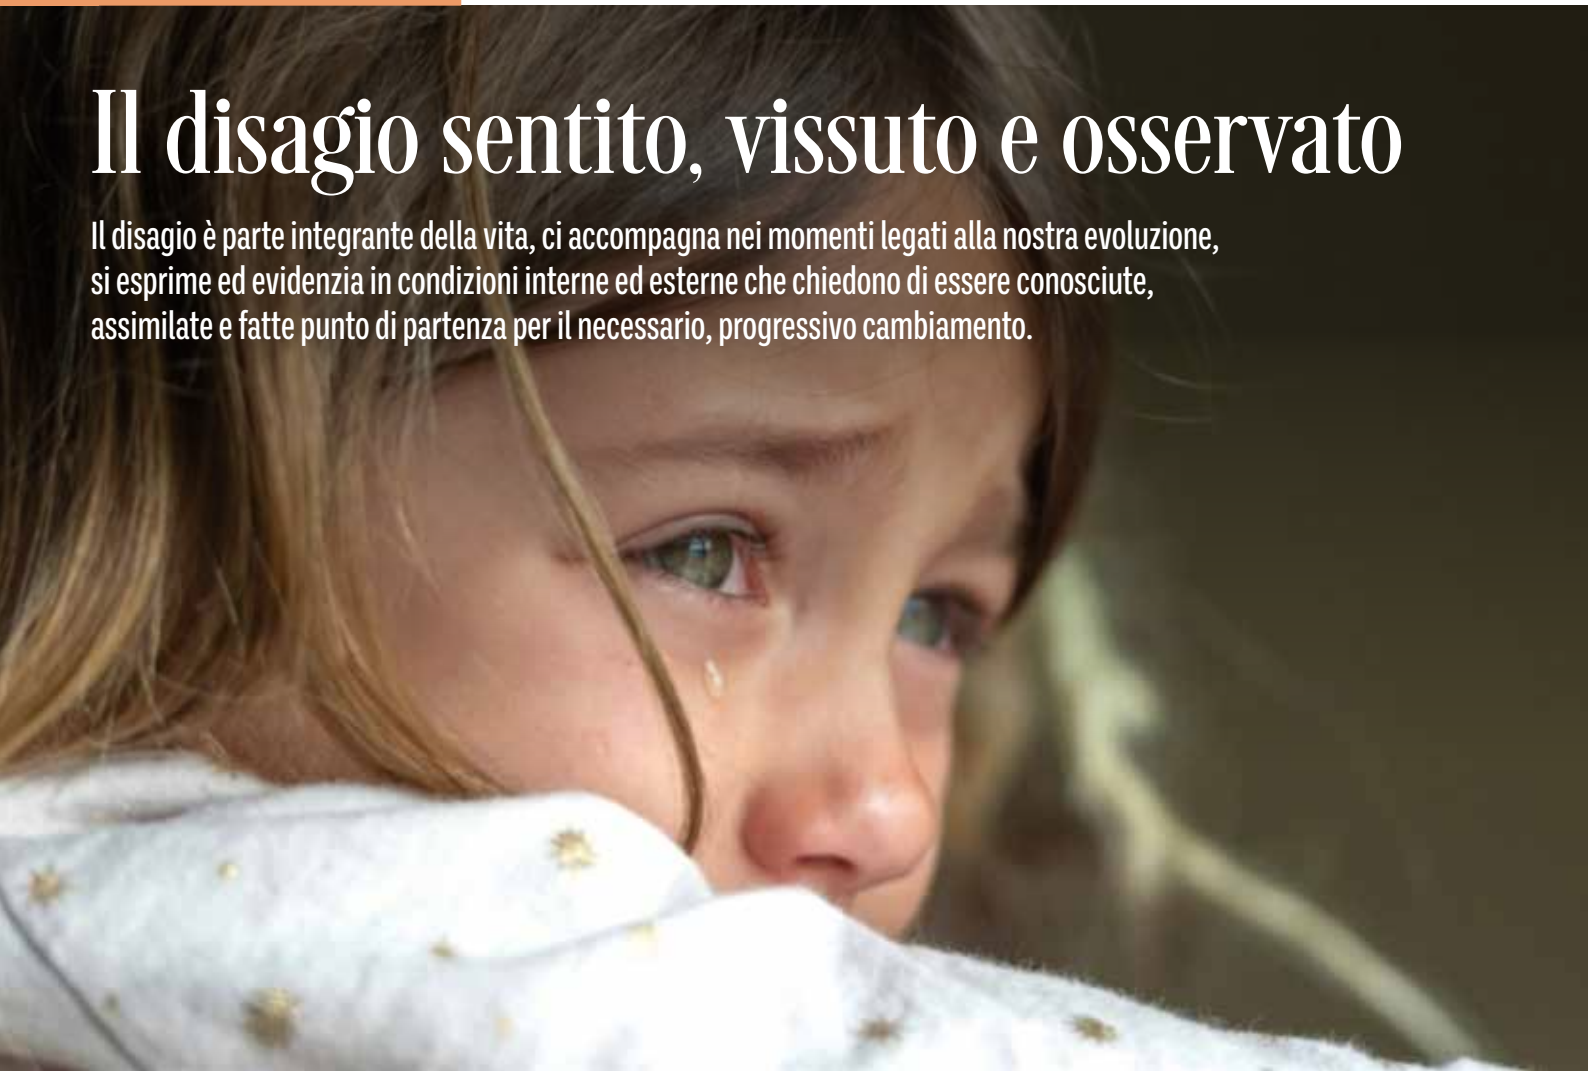 Il disagio sentito, vissuto e osservato
Il disagio è parte integrante della vita, ci accompagna nei momenti legati alla nostra evoluzione,
si esprime ed evidenzia in condizioni interne ed esterne che chiedono di essere conosciute,
assimilate e fatte punto di partenza per il necessario, progressivo cambiamento.